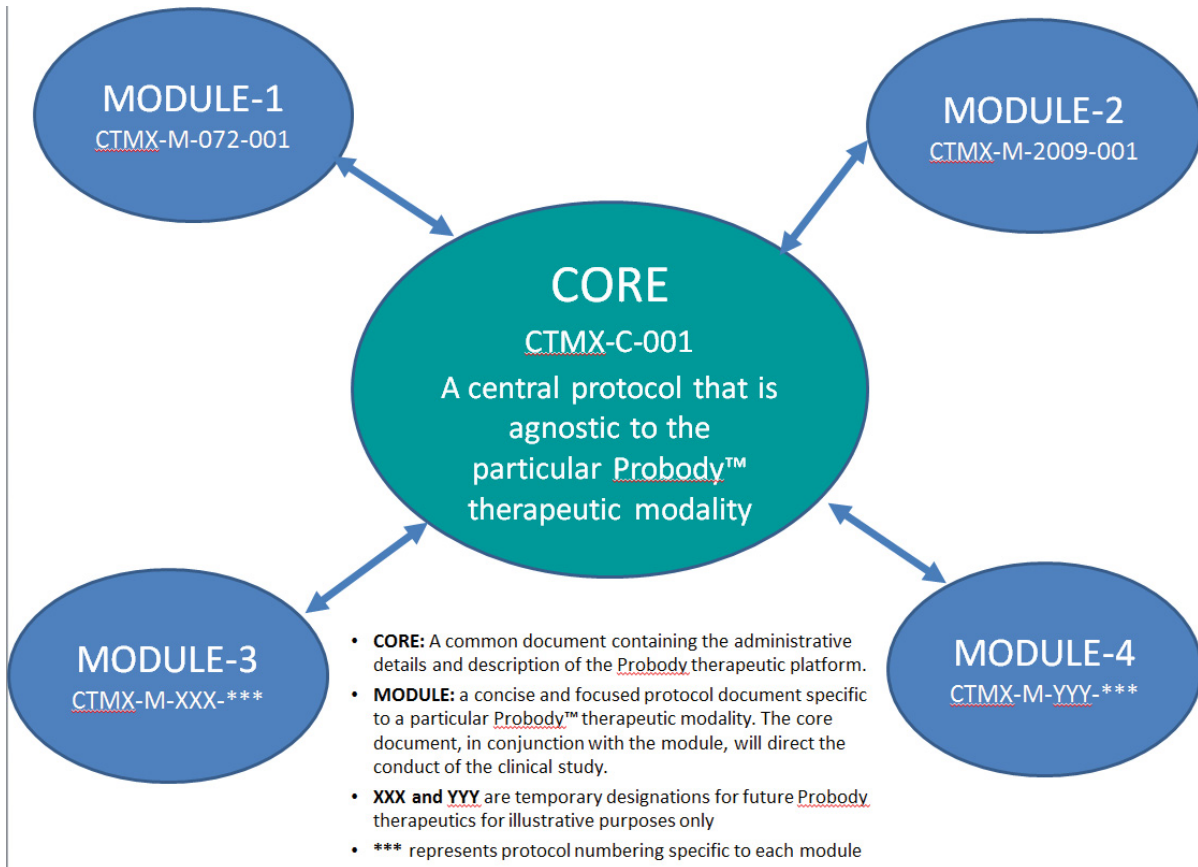 MODULE-1
CTMX-M-072-001
MODULE-2
CTMX-M-2009-001
CORE
CTMX-C-001
A central protocol that is
agnostic to the
particular Probody™
therapeutic modality
MODULE-3
CTMX-M-XXX-***
MODULE-4
CTMX-M-YYY-***
• CORE: A common document containing the administrative
details and description of the Probody therapeutic platform.
• MODULE: a concise and focused protocol document specific
to a particular Probody™ therapeutic modality. The core
document, in conjunction with the module, will direct the
conduct of the clinical study.
• XXX and YYY are temporary designations for future Probody
therapeutics for illustrative purposes only
• *** represents protocol numbering specific to each module